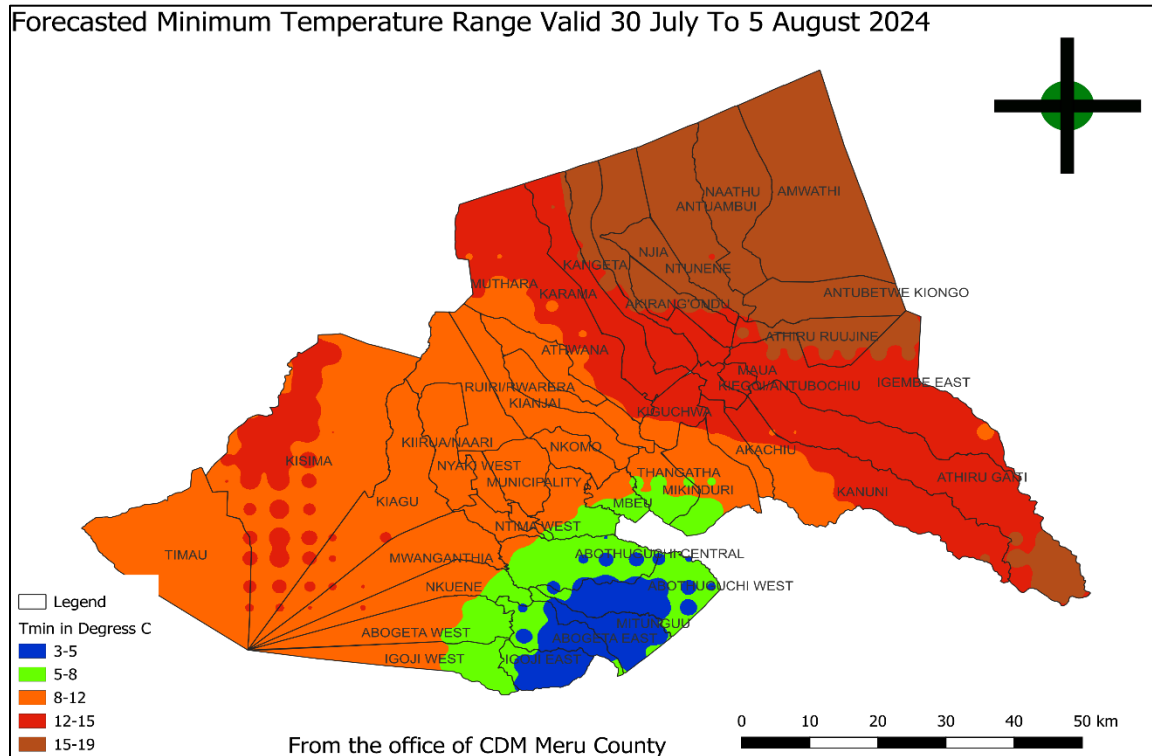 Forecasted Minimum Temperature Range Valid 30 July To 5 August 2024
NAATHU
AMWATHI
ANTUAMBUI
NJIA
KANGETA
NTUNENE
MUTHARA
KARAMA
ANTUBETWE KIONGO
AKIRANG'ONDU
ATHIRU RUUJINE
ATHWANA
MAUA
RUIRI/RWARERA
KIEGOI/ANTUBOCHIU
IGEMBE EAST
KIANJAI
KIGUCHWA
KIIRUA/NAARI
NKOMO
AKACHIU
KISIMA
NYAKI WEST
THANGATHA
ATHIRU GAITI
MUNICIPALITY
MIKINDURI
KANUNI
KIAGU
MBEU
NTIMA WEST
TIMAU
MWANGANTHIA
ABOTHUGUCHI CENTRAL
NKUENE
ABOTHUGUCHI WEST
MITUNGUU
ABOGETA WEST
ABOGETA EAST
IGOJI WEST
IGOJI EAST
Legend
Tmin in Degress C
3-5
5-8
8-12
12-15
15-19
0 10 20 30 40 50 km
From the office of CDM Meru County